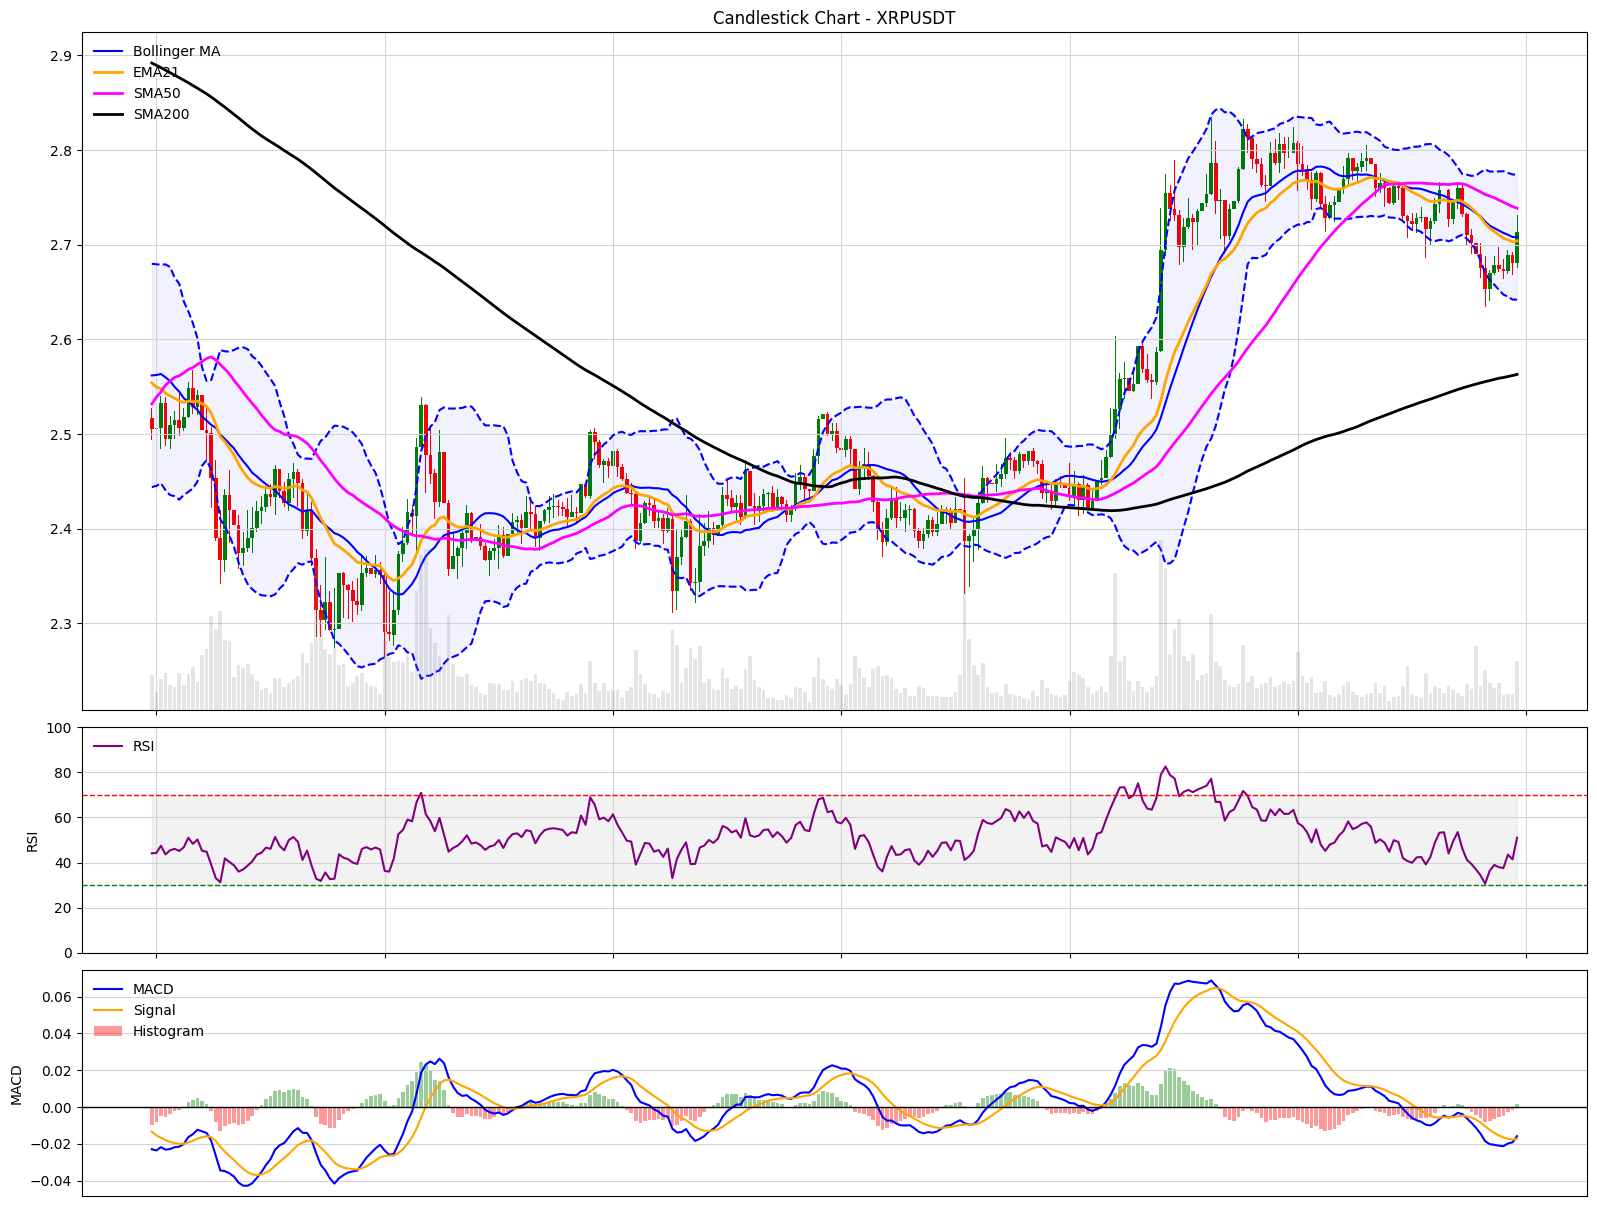 Candlestick Chart - XRPUSDT
Bollinger MA
EMA21
SMA50
SMA200
2.9
2.8
2.7
2.6
2.5
2.4
2.3
RSI
RSI
100
80
60
40
20
0
MACD
Signal
Histogram
MACD
0.06
0.04
0.02
0.00
−0.02
−0.04